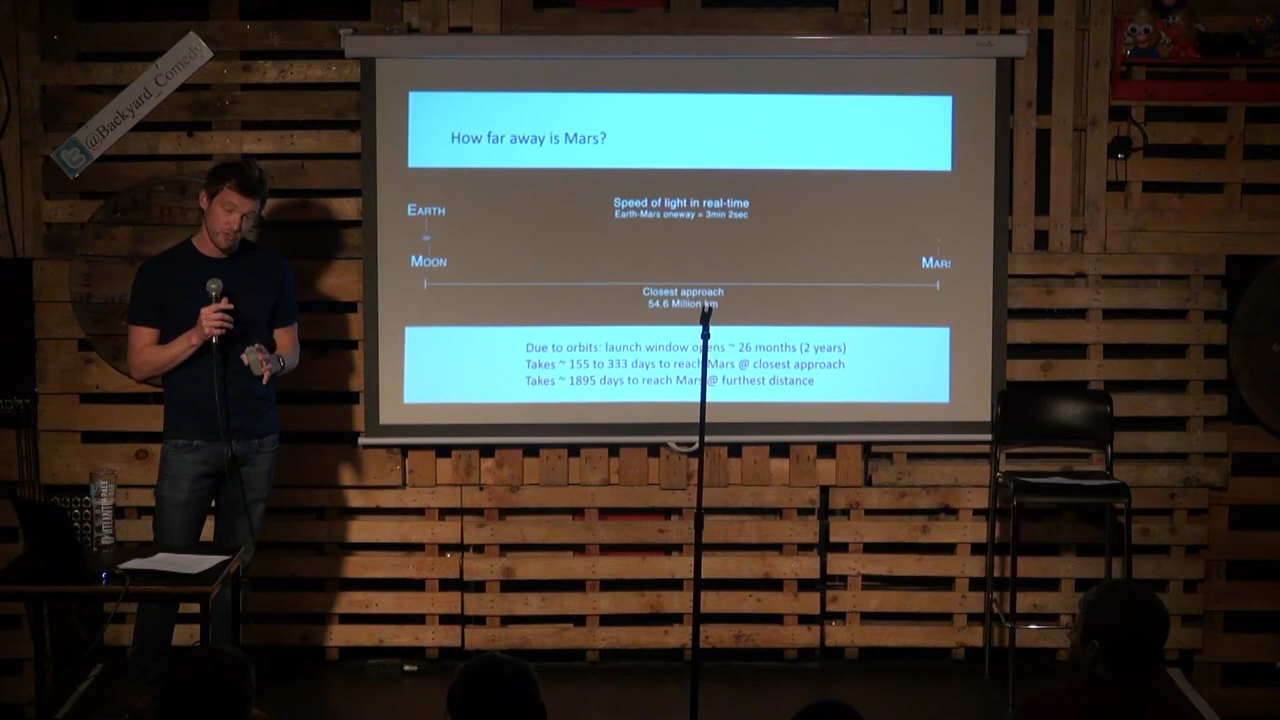 @Backyard_Comedy
How far away is Mars?
Speed of light in real-time
Earth-Mars oneway = 3min 2sec
EARTH
MOON
MARS
Closest approach
54.6 Million km
Due to orbits: launch window opens ~ 26 months (2 years)
Takes ~ 155 to 333 days to reach Mars @ closest approach
Takes ~ 1895 days to reach Mars @ furthest distance